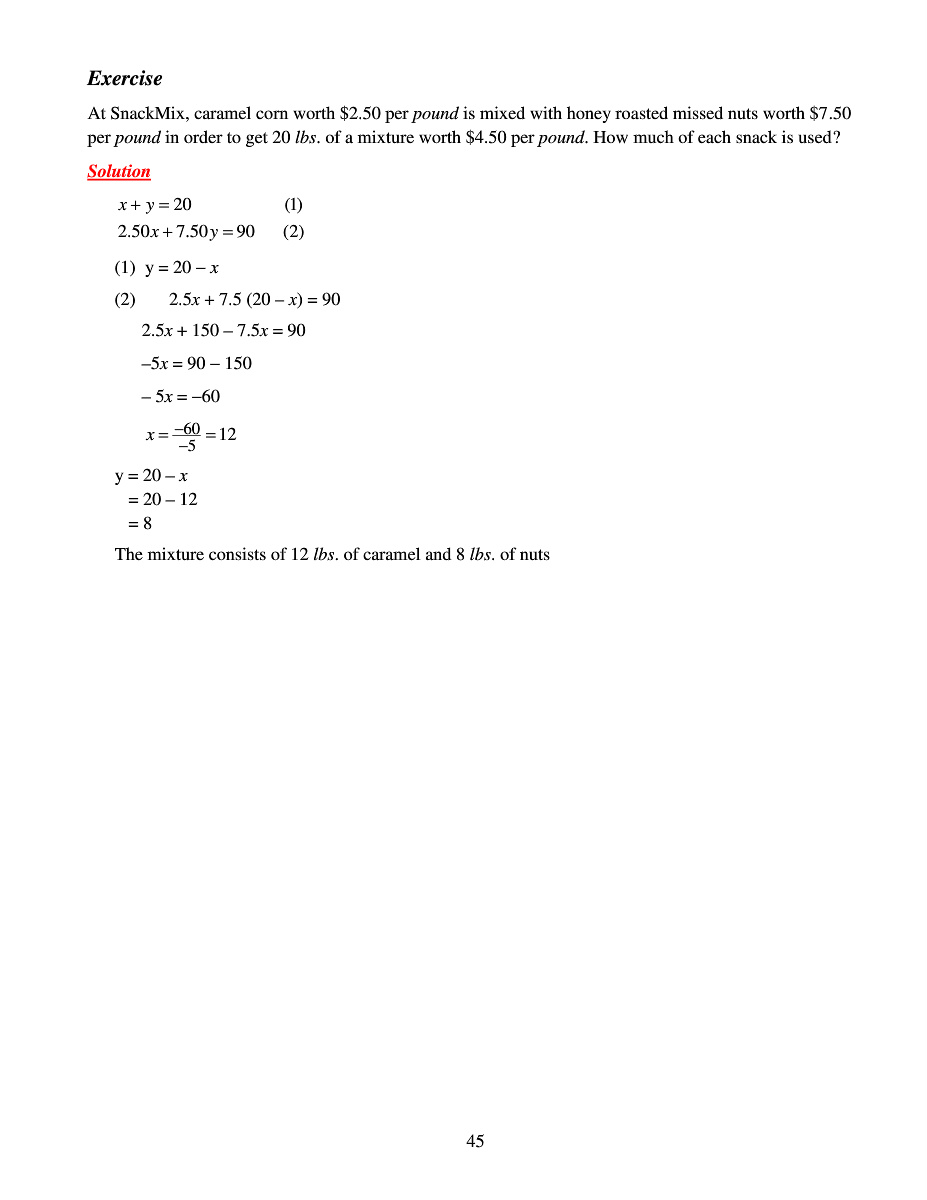 Exercise
At SnackMix, caramel corn worth $2.50 per pound is mixed with honey roasted missed nuts worth $7.50
per pound in order to get 20 lbs. of a mixture worth $4.50 per pound. How much of each snack is used?
Solution
x + y = 20 (1)
2.50x + 7.50y = 90 (2)
(1) y = 20 – x
(2) 2.5x + 7.5 (20 – x) = 90
2.5x + 150 – 7.5x = 90
–5x = 90 – 150
– 5x = –60
x = –60/–5 = 12
y = 20 – x
= 20 – 12
= 8
The mixture consists of 12 lbs. of caramel and 8 lbs. of nuts
45